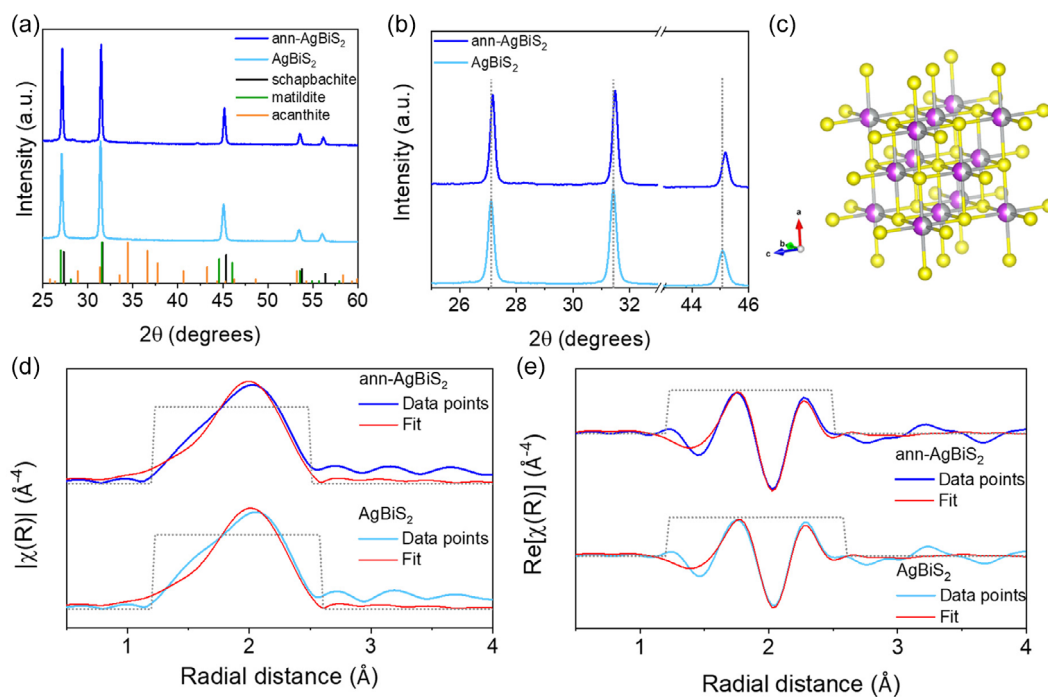 (a)
Intensity (a.u.)
ann-AgBiS₂
AgBiS₂
schapbachite
matildite
acanthite
25 30 35 40 45 50 55 60
2θ (degrees)
(b)
Intensity (a.u.)
ann-AgBiS₂
AgBiS₂
26 28 30 32 44 46
2θ (degrees)
(c)
a
b
c
(d)
|χ(R)| (Å⁻⁴)
ann-AgBiS₂
Data points
Fit
AgBiS₂
Data points
Fit
1 2 3 4
Radial distance (Å)
(e)
Re[χ(R)] (Å⁻⁴)
ann-AgBiS₂
Data points
Fit
AgBiS₂
Data points
Fit
1 2 3 4
Radial distance (Å)